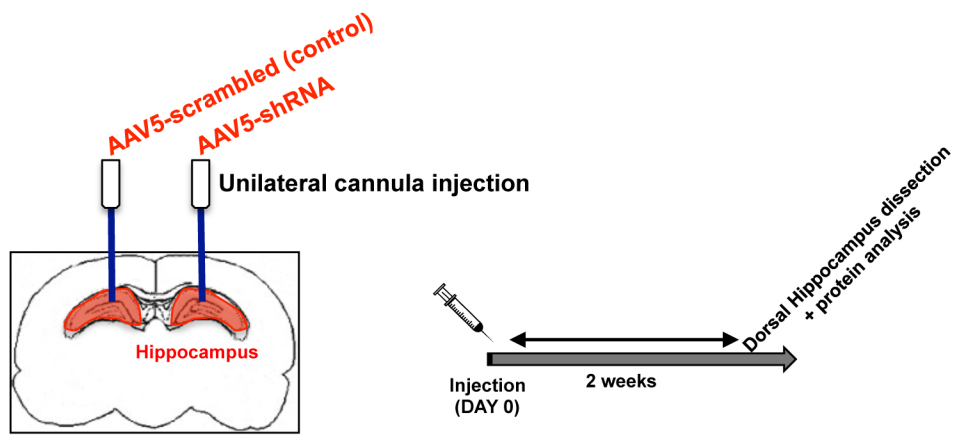 AAV5-scrambled (control)
AAV5-shRNA
Unilateral cannula injection
Hippocampus
Injection
(DAY 0)
2 weeks
Dorsal Hippocampus dissection
+ protein analysis